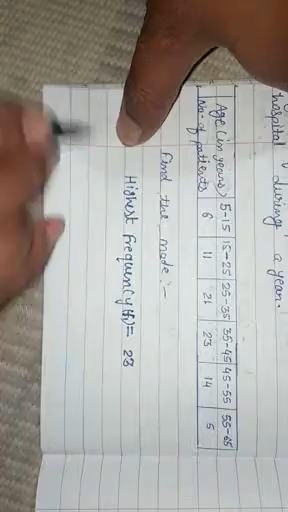 hospital during a year.
Age (in years) 5-15 15-25 25-35 35-45 45-55 55-65
No. of patients 6 11 21 23 14 5
Find the mode :-
Highest frequency (f1) = 23